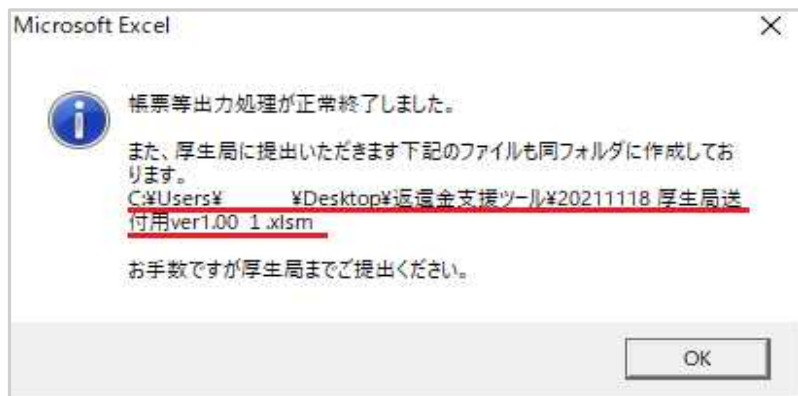 Microsoft Excel
帳票等出力処理が正常終了しました。
また、厚生局に提出いただきます下記のファイルも同フォルダに作成してお
ります。
C:¥Users¥ ¥Desktop¥返還金支援ツール¥20211118 厚生局送
付用ver1.00 1.xlsm
お手数ですが厚生局までご提出ください。
OK